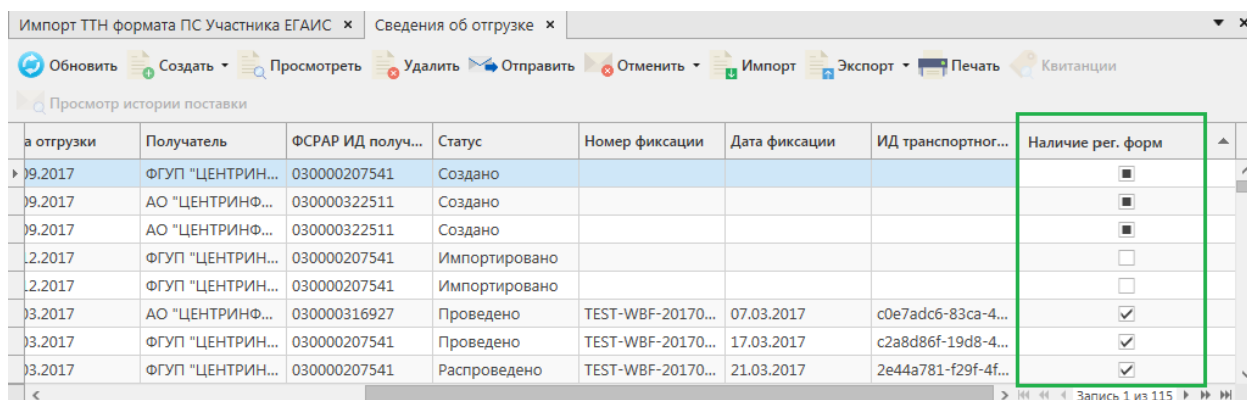 Импорт ТТН формата ПС Участника ЕГАИС × Сведения об отгрузке ×
Обновить Создать Просмотреть Удалить Отправить Отменить Импорт Экспорт Печать Квитанции
Просмотр истории поставки
а отгрузки Получатель ФСРАР ИД получ... Статус Номер фиксации Дата фиксации ИД транспортног... Наличие рег. форм
09.2017 ФГУП "ЦЕНТРИН... 030000207541 Создано
09.2017 АО "ЦЕНТРИНФ... 030000322511 Создано
09.2017 АО "ЦЕНТРИНФ... 030000322511 Создано
.2.2017 ФГУП "ЦЕНТРИН... 030000207541 Импортировано
.2.2017 ФГУП "ЦЕНТРИН... 030000207541 Импортировано
03.2017 АО "ЦЕНТРИНФ... 030000316927 Проведено TEST-WBF-20170... 07.03.2017 c0e7adc6-83ca-4...
03.2017 ФГУП "ЦЕНТРИН... 030000207541 Проведено TEST-WBF-20170... 17.03.2017 c2a8d86f-19d8-4...
03.2017 ФГУП "ЦЕНТРИН... 030000207541 Распроведено TEST-WBF-20170... 21.03.2017 2e44a781-f29f-4f...
Запись 1 из 115